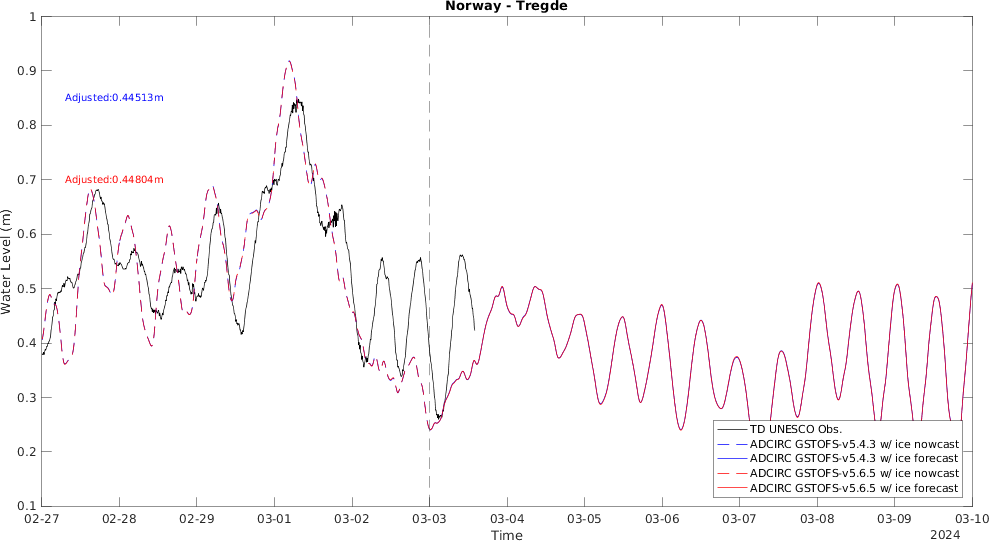 Norway - Tregde
1
0.9
0.8
0.7
0.6
0.5
0.4
0.3
0.2
0.1
Water Level (m)
Adjusted:0.44513m
Adjusted:0.44804m
TD UNESCO Obs.
ADCIRC GSTOFS-v5.4.3 w/ ice nowcast
ADCIRC GSTOFS-v5.4.3 w/ ice forecast
ADCIRC GSTOFS-v5.6.5 w/ ice nowcast
ADCIRC GSTOFS-v5.6.5 w/ ice forecast
02-27 02-28 02-29 03-01 03-02 03-03 03-04 03-05 03-06 03-07 03-08 03-09 03-10
Time
2024